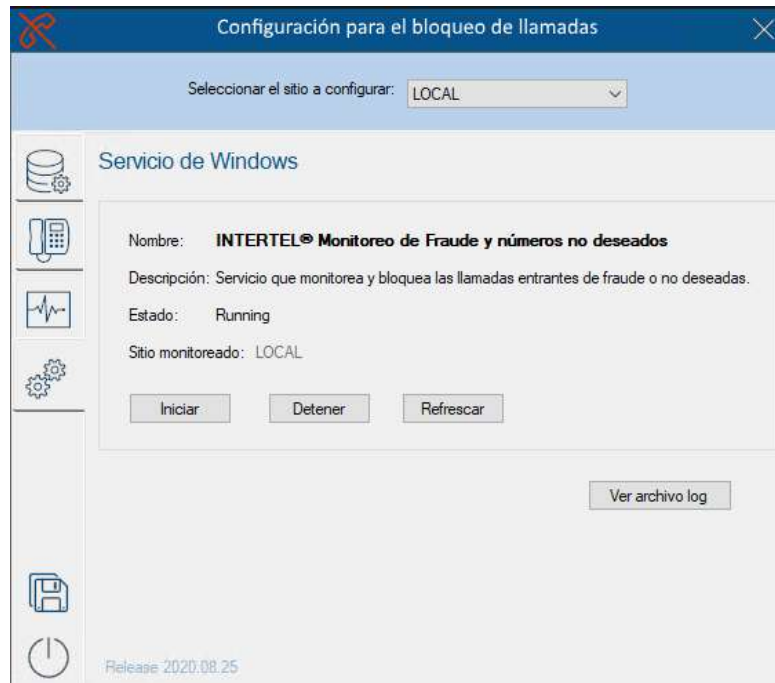 Configuración para el bloqueo de llamadas
Seleccionar el sitio a configurar: LOCAL
Servicio de Windows
Nombre: INTERTEL® Monitoreo de Fraude y números no deseados
Descripción: Servicio que monitorea y bloquea las llamadas entrantes de fraude o no deseadas.
Estado: Running
Sitio monitoreado: LOCAL
Iniciar Detener Refrescar
Ver archivo log
Release 2020.08.25